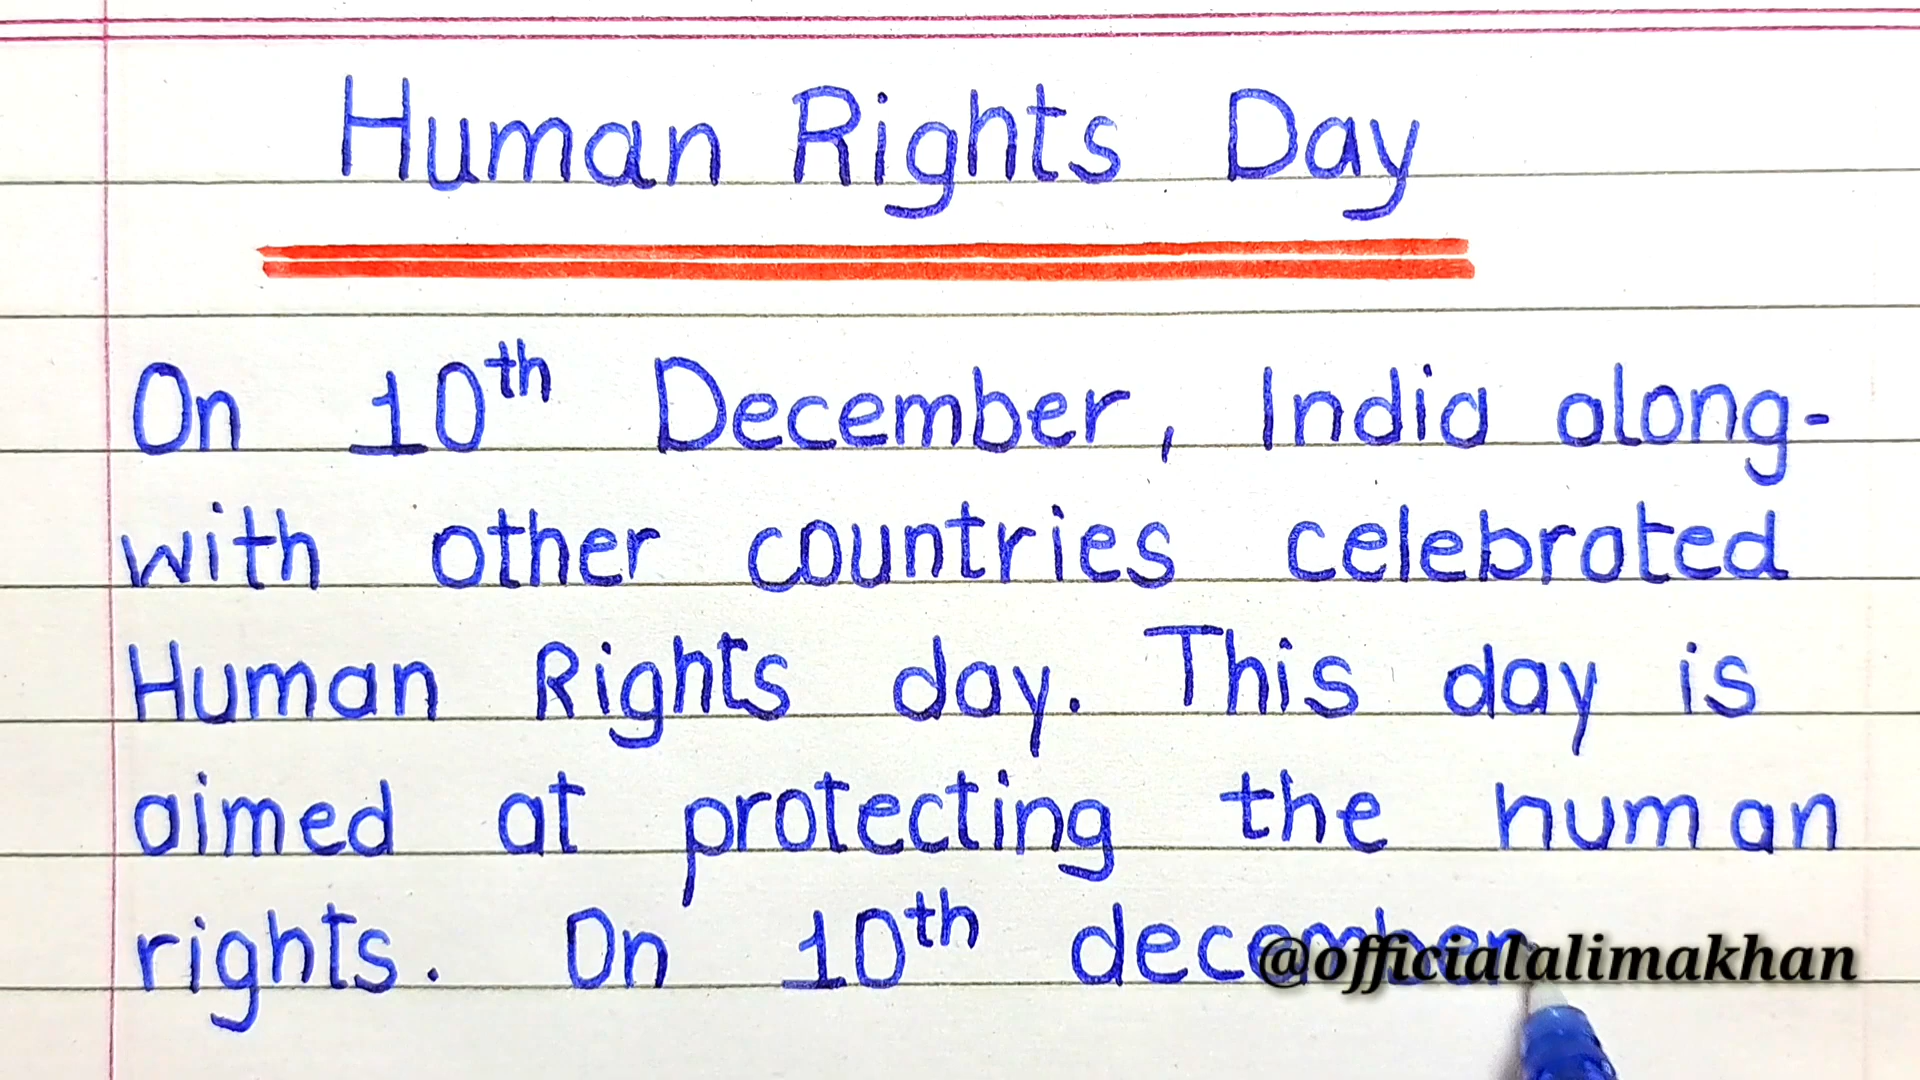 Human Rights Day
On 10th December, India along-
with other countries celebrated
Human Rights day. This day is
aimed at protecting the human
rights. On 10th december
@officialalimakhan